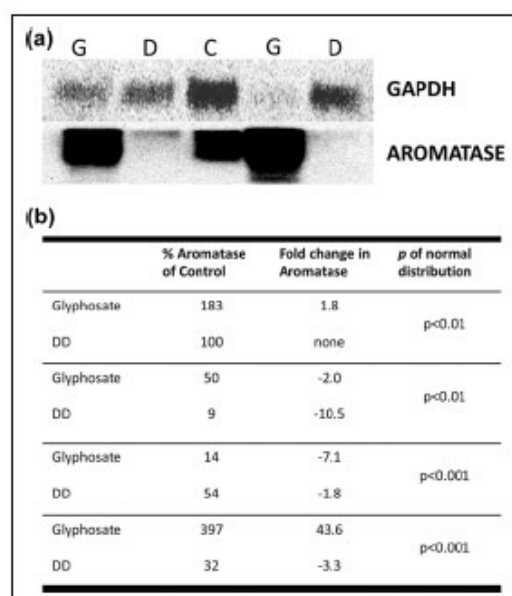 (a)
G D C G D
GAPDH
AROMATASE
(b)
% Aromatase of Control Fold change in Aromatase p of normal distribution
Glyphosate 183 1.8
p<0.01
DD 100 none
Glyphosate 50 -2.0
p<0.01
DD 9 -10.5
Glyphosate 14 -7.1
p<0.001
DD 54 -1.8
Glyphosate 397 43.6
p<0.001
DD 32 -3.3